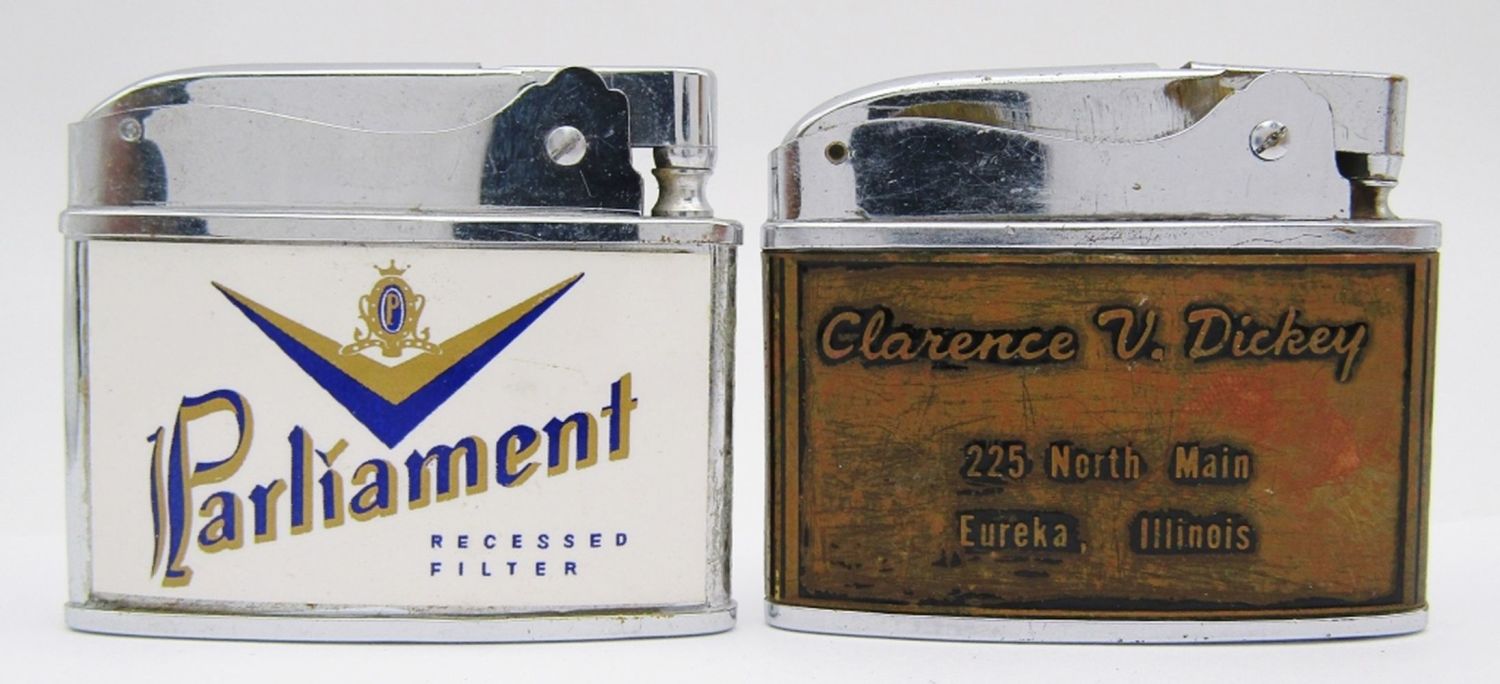 P
Parliament
RECESSED
FILTER
Clarence V. Dickey
225 North Main
Eureka, Illinois